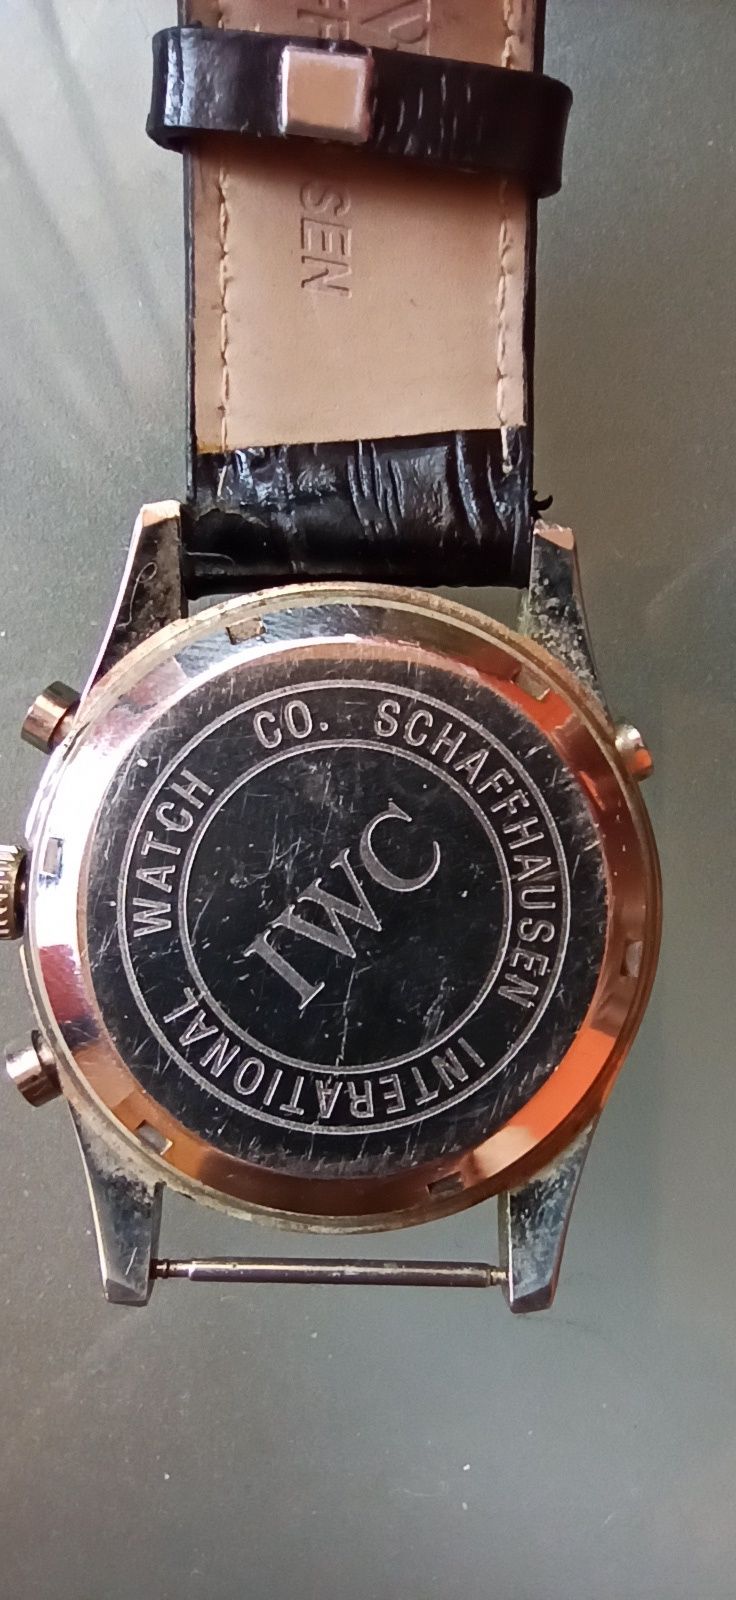 SEN
INTERNATIONAL WATCH CO. SCHAFFHAUSEN
IWC